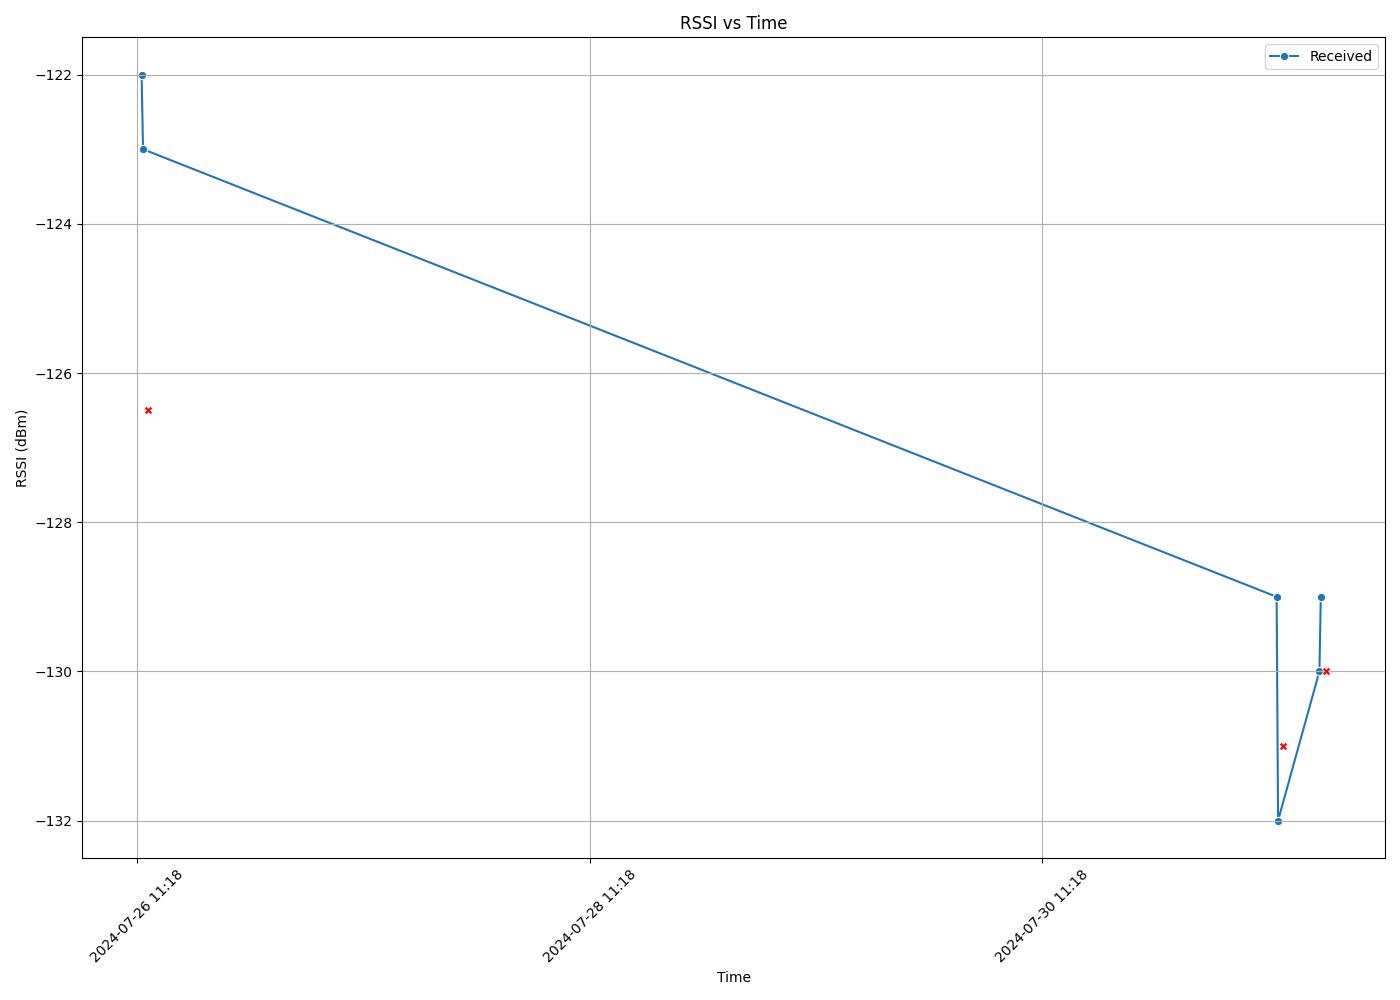 RSSI vs Time
Received
−122
−124
−126
−128
−130
−132
RSSI (dBm)
2024-07-26 11:18
2024-07-28 11:18
2024-07-30 11:18
Time